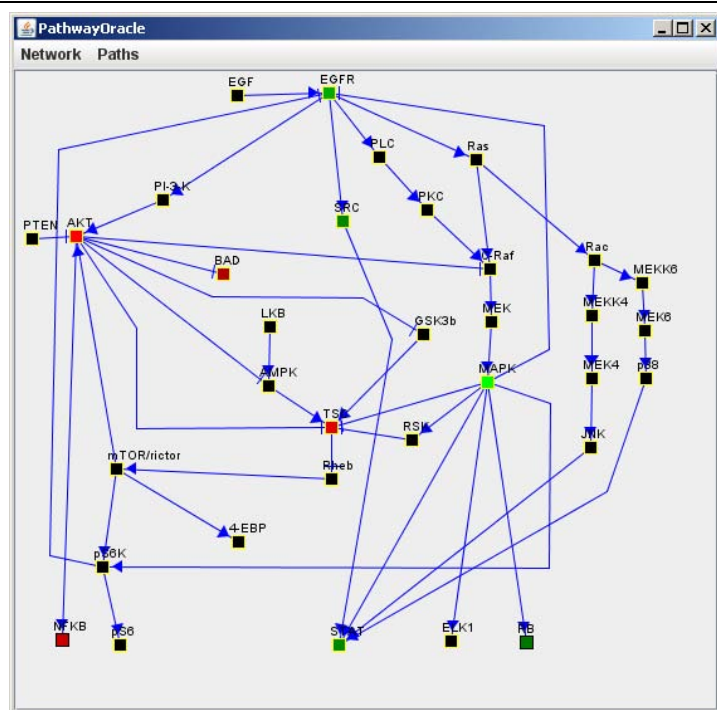 PathwayOracle
Network Paths
EGF
EGFR
PLC
Ras
PI-3-K
PKC
SRC
PTEN
AKT
BAD
C-Raf
Rac
MEKK6
LKB
GSK3b
MEK
MEKK4
MEK6
AMPK
MAPK
MEK4
p38
TSC
RSK
JNK
mTOR/rictor
Rheb
4-EBP
pS6K
NFKB
pS6
STAT
ELK1
RB